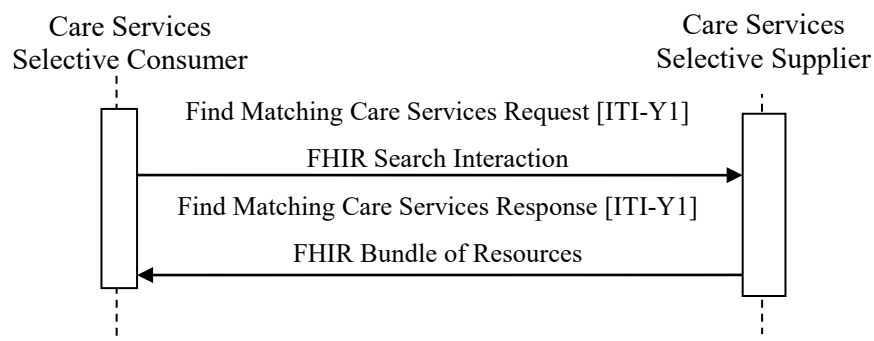 Care Services
Selective Consumer
Care Services
Selective Supplier
Find Matching Care Services Request [ITI-Y1]
FHIR Search Interaction
Find Matching Care Services Response [ITI-Y1]
FHIR Bundle of Resources